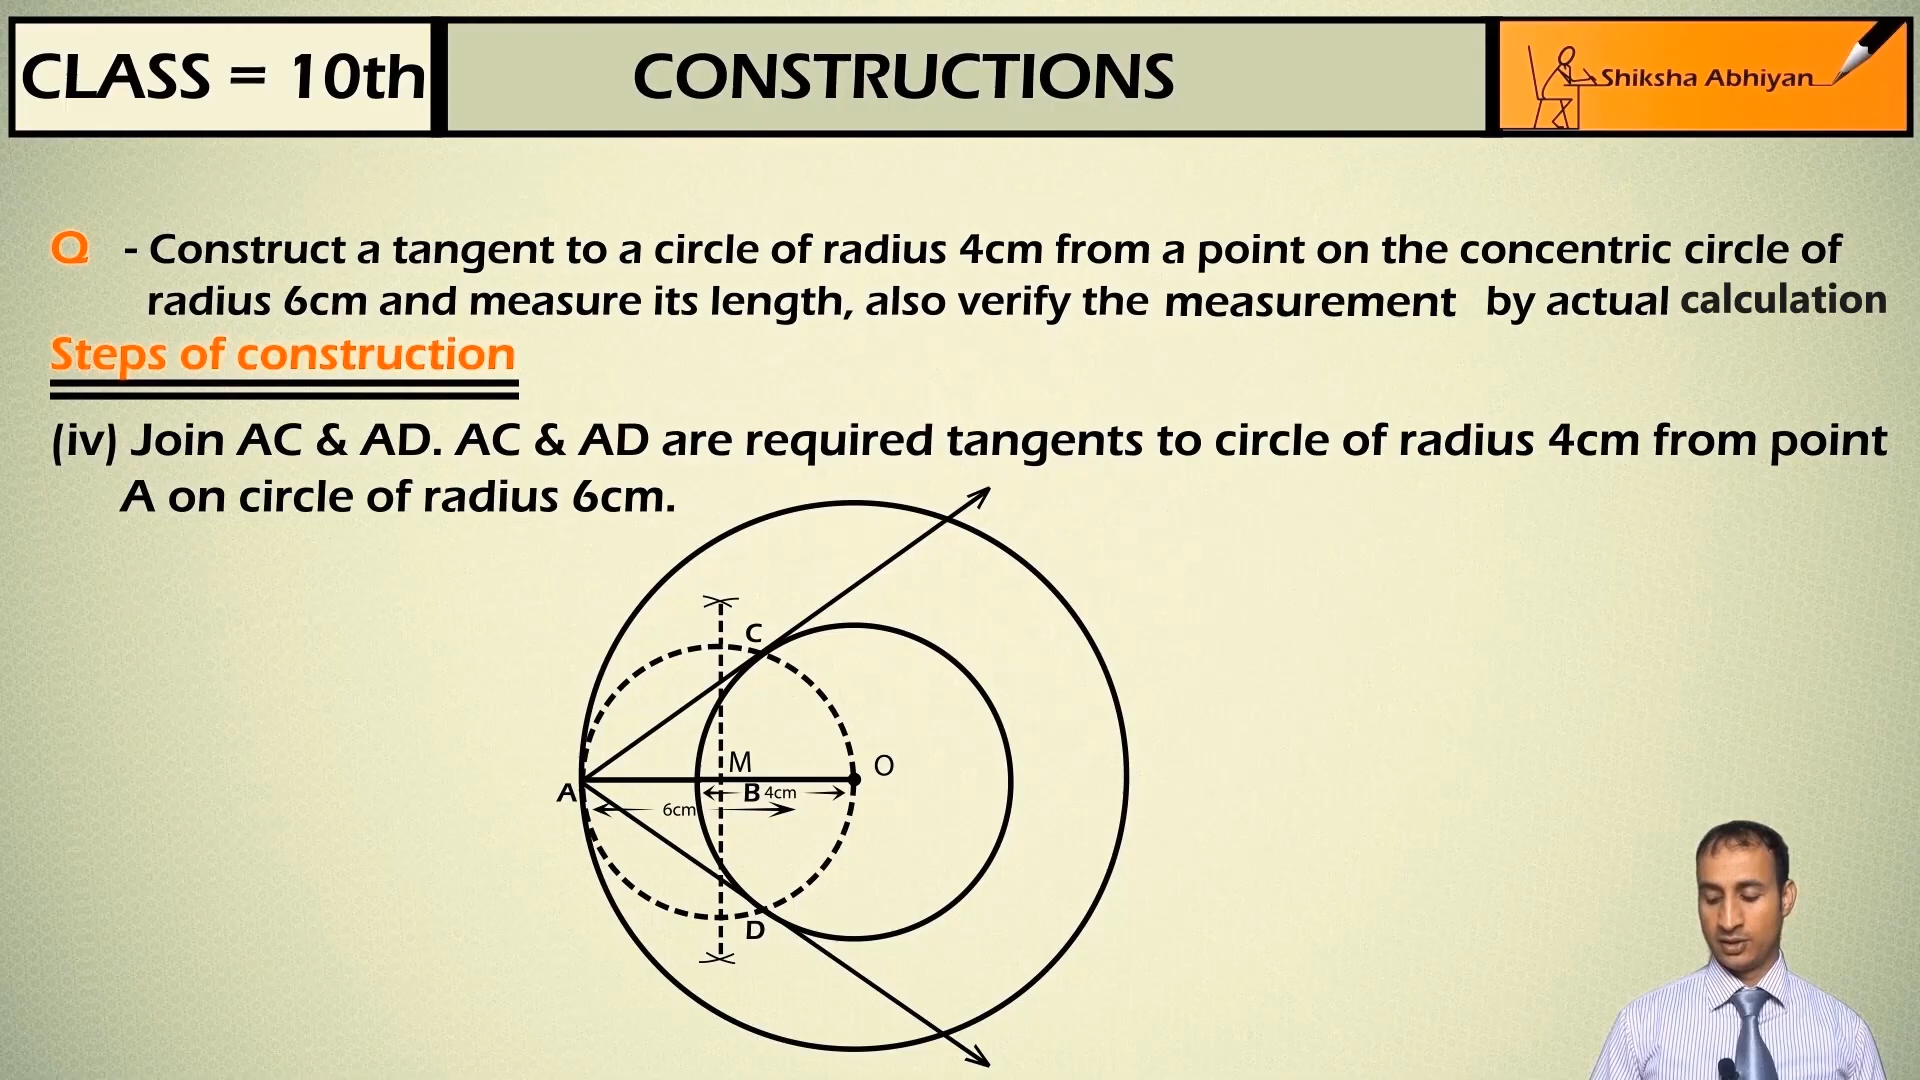 CLASS = 10th
CONSTRUCTIONS
Shiksha Abhiyan
Q - Construct a tangent to a circle of radius 4cm from a point on the concentric circle of
radius 6cm and measure its length, also verify the measurement by actual calculation
Steps of construction
(iv) Join AC & AD. AC & AD are required tangents to circle of radius 4cm from point
A on circle of radius 6cm.
C
M
O
A
B 4cm
6cm
D